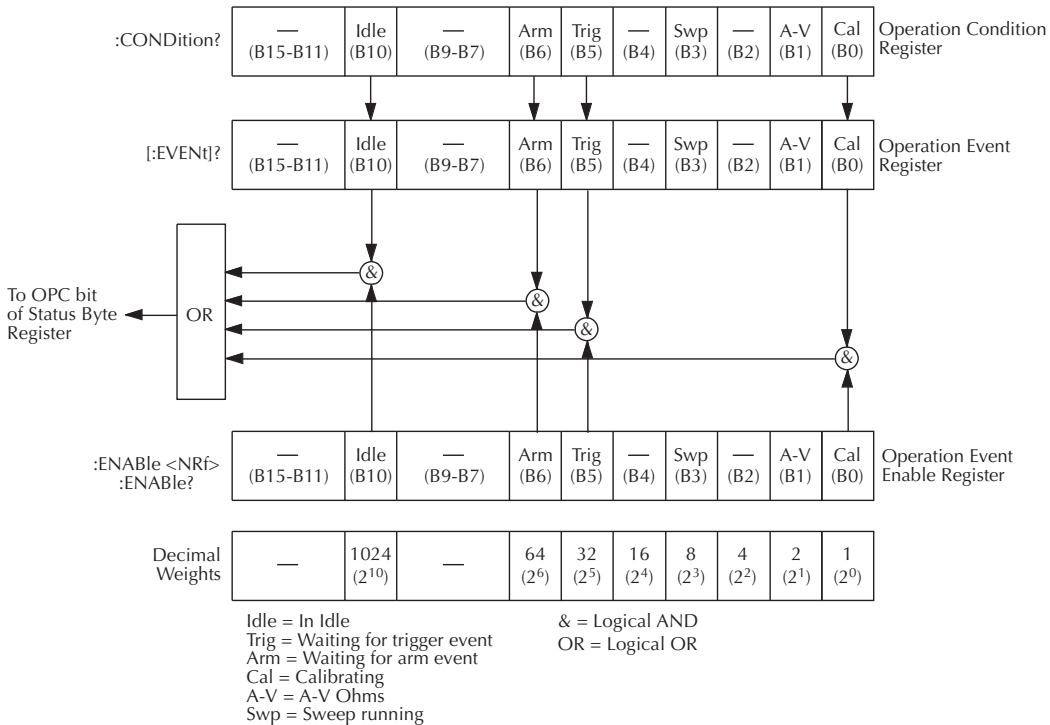 :CONDition?
— Idle — Arm Trig — Swp — A-V Cal
(B15-B11) (B10) (B9-B7) (B6) (B5) (B4) (B3) (B2) (B1) (B0)
Operation Condition
Register
[:EVENt]?
— Idle — Arm Trig — Swp — A-V Cal
(B15-B11) (B10) (B9-B7) (B6) (B5) (B4) (B3) (B2) (B1) (B0)
Operation Event
Register
&
&
&
&
To OPC bit
of Status Byte
Register
OR
:ENABle <NRf>
:ENABle?
— Idle — Arm Trig — Swp — A-V Cal
(B15-B11) (B10) (B9-B7) (B6) (B5) (B4) (B3) (B2) (B1) (B0)
Operation Event
Enable Register
Decimal
Weights
— 1024 — 64 32 16 8 4 2 1
(2¹⁰) (2⁶) (2⁵) (2⁴) (2³) (2²) (2¹) (2⁰)
Idle = In Idle
Trig = Waiting for trigger event
Arm = Waiting for arm event
Cal = Calibrating
A-V = A-V Ohms
Swp = Sweep running
& = Logical AND
OR = Logical OR